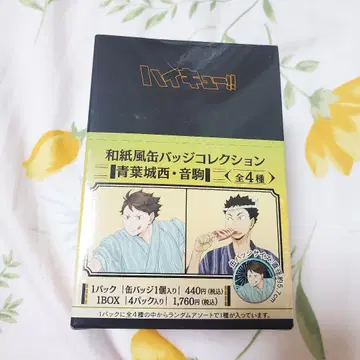 ハイキュー!!
和紙風缶バッジコレクション
青葉城西・音駒
全4種
1パック 缶バッジ1個入り 440円(税込)
1BOX 4パック入り 1,760円(税込)
約5.7cm
1パックに全4種の中からランダムアソートで1種が入っています。